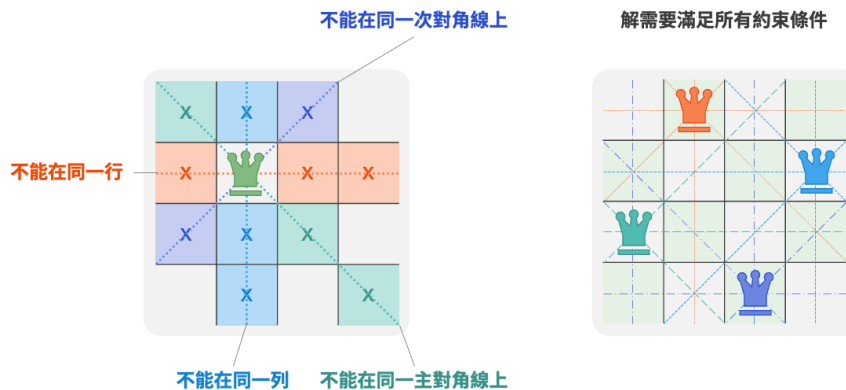 不能在同一次對角線上
解需要滿足所有約束條件
X X X
不能在同一行
X X X
X X X
X X
不能在同一列
不能在同一主對角線上